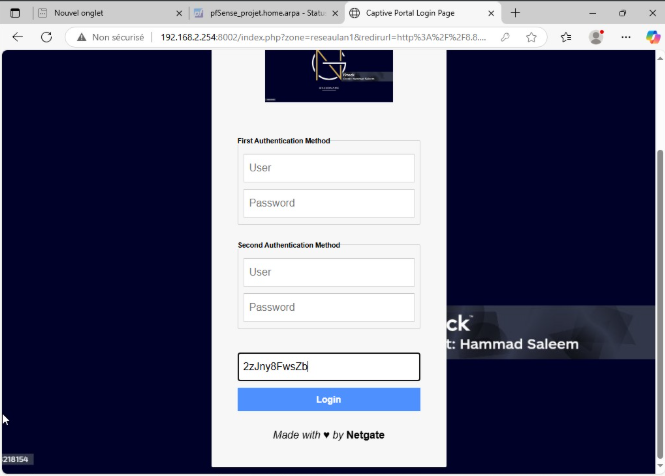 Nouvel onglet
pfSense_projet.home.arpa - Statu
Captive Portal Login Page
Non sécurisé
192.168.2.254:8002/index.php?zone=reseaulan1&redirurl=http%3A%2F%2F8.8....
First Authentication Method
User
Password
Second Authentication Method
User
Password
ck™
t: Hammad Saleem
2zJny8FwsZb
Login
Made with ♥ by Netgate
218154